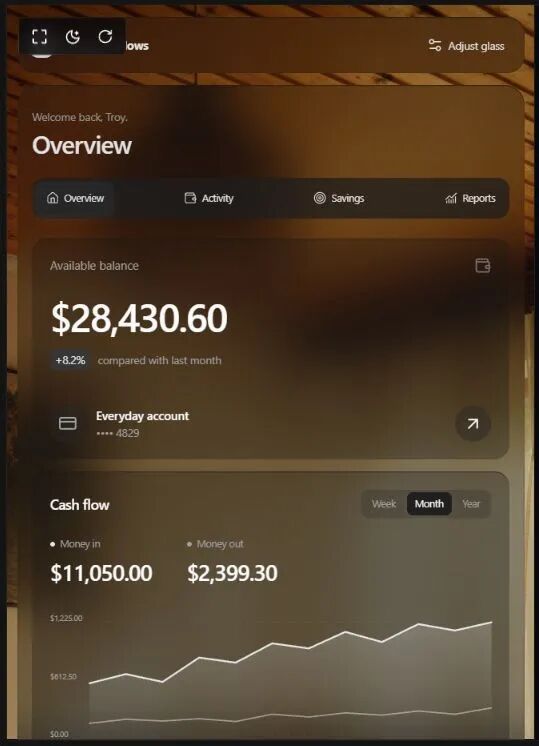 Adjust glass
Welcome back, Troy.
Overview
Overview Activity Savings Reports
Available balance
$28,430.60
+8.2% compared with last month
Everyday account
•••• 4829
Cash flow
Week Month Year
Money in Money out
$11,050.00 $2,399.30
$1,225.00
$612.50
$0.00